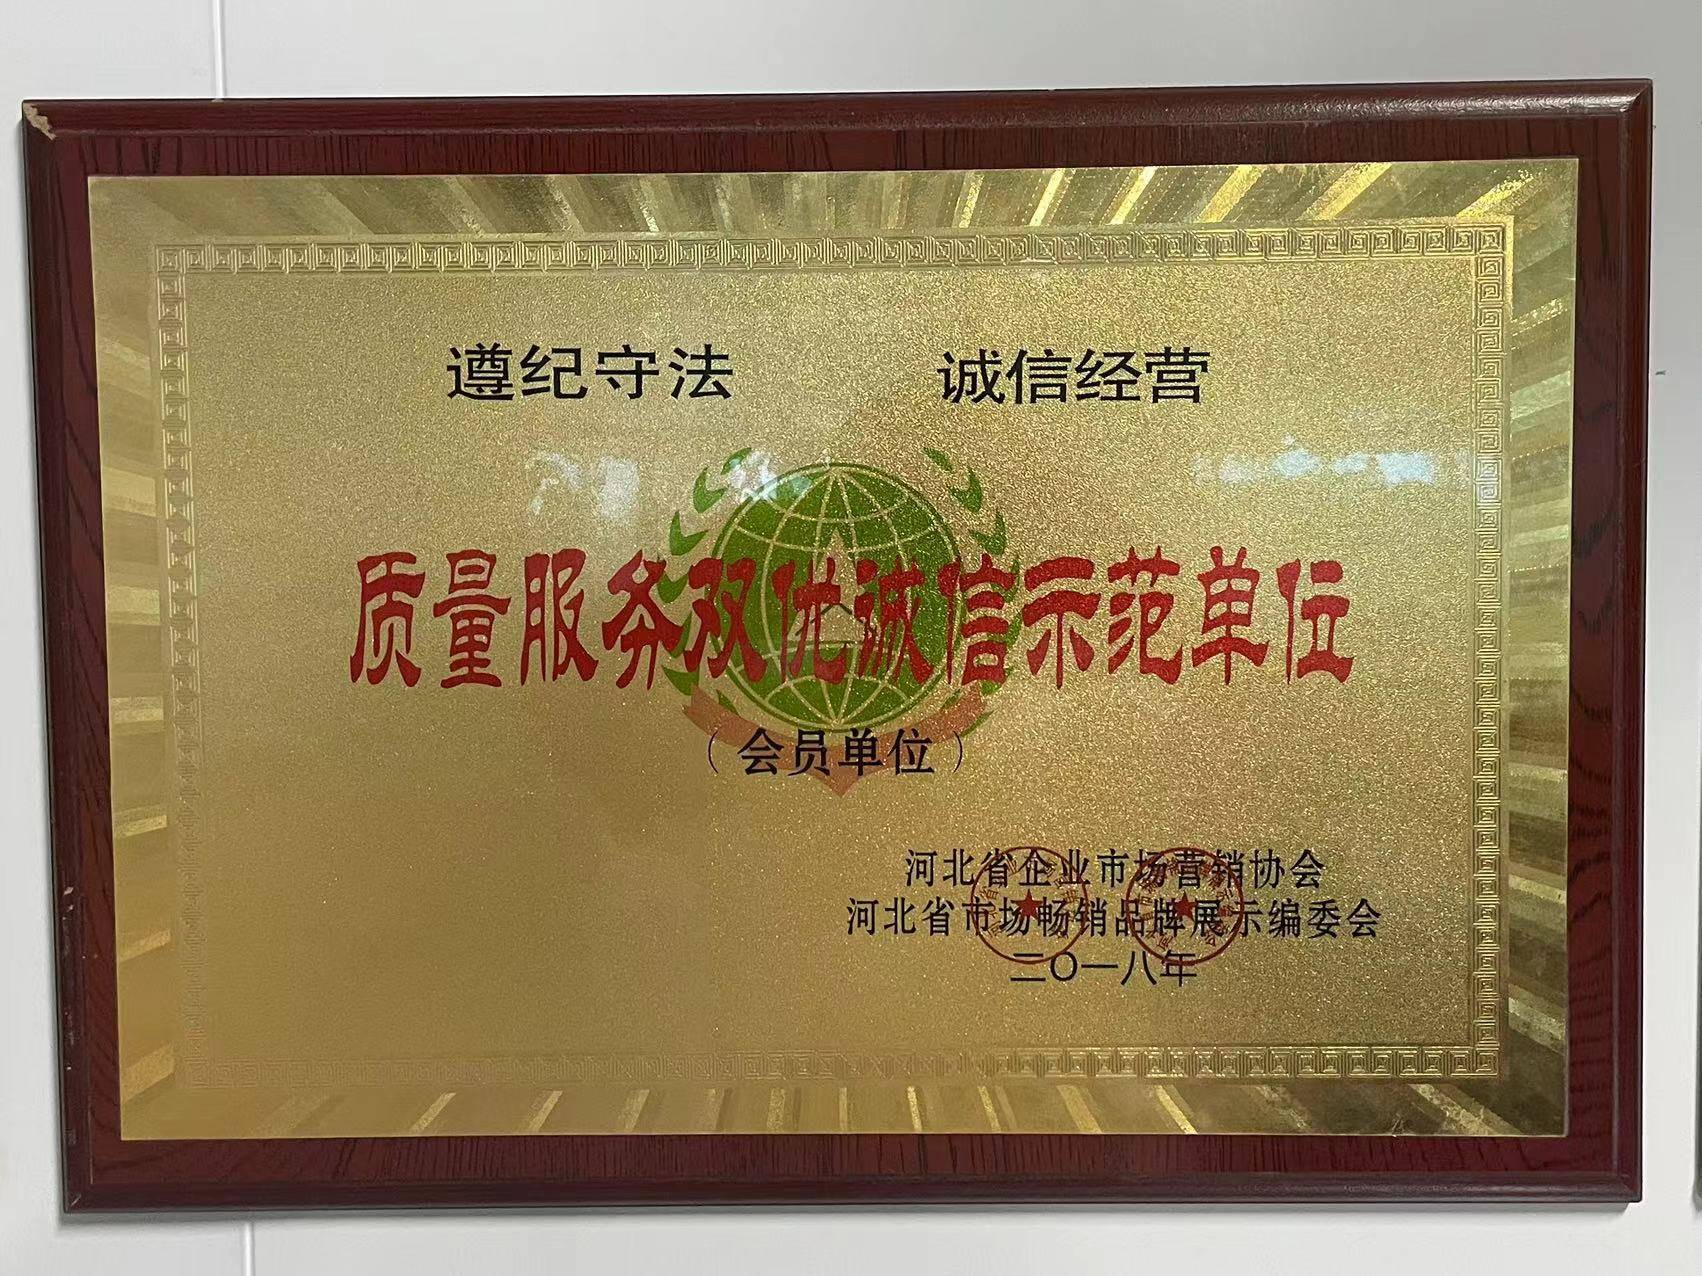 遵纪守法 诚信经营
质量服务双优诚信示范单位
（会员单位）
河北省企业市场营销协会
河北省市场畅销品牌展示编委会
二〇一八年